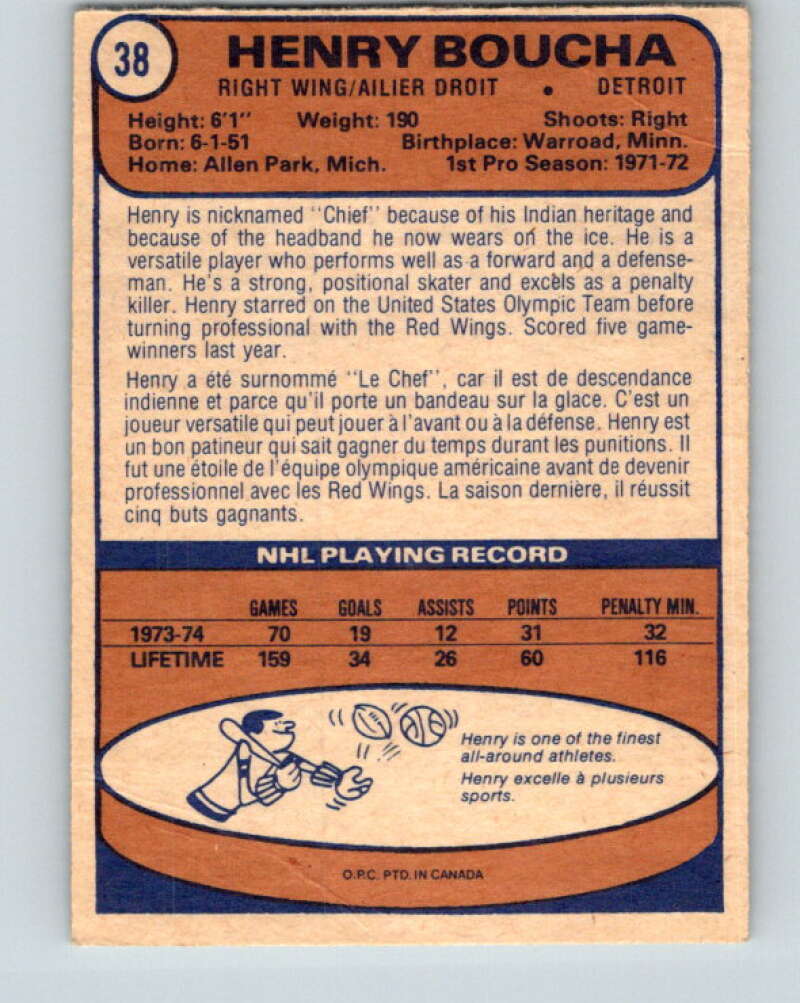 38
HENRY BOUCHA
RIGHT WING/AILIER DROIT • DETROIT
Height: 6'1" Weight: 190 Shoots: Right
Born: 6-1-51 Birthplace: Warroad, Minn.
Home: Allen Park, Mich. 1st Pro Season: 1971-72
Henry is nicknamed "Chief" because of his Indian heritage and
because of the headband he now wears on the ice. He is a
versatile player who performs well as a forward and a defense-
man. He's a strong, positional skater and excels as a penalty
killer. Henry starred on the United States Olympic Team before
turning professional with the Red Wings. Scored five game-
winners last year.
Henry a été surnommé "Le Chef", car il est de descendance
indienne et parce qu'il porte un bandeau sur la glace. C'est un
joueur versatile qui peut jouer à l'avant ou à la défense. Henry est
un bon patineur qui sait gagner du temps durant les punitions. Il
fut une étoile de l'équipe olympique américaine avant de devenir
professionnel avec les Red Wings. La saison dernière, il réussit
cinq buts gagnants.
NHL PLAYING RECORD
GAMES GOALS ASSISTS POINTS PENALTY MIN.
1973-74 70 19 12 31 32
LIFETIME 159 34 26 60 116
Henry is one of the finest
all-around athletes.
Henry excelle à plusieurs
sports.
O.P.C. PTD. IN CANADA